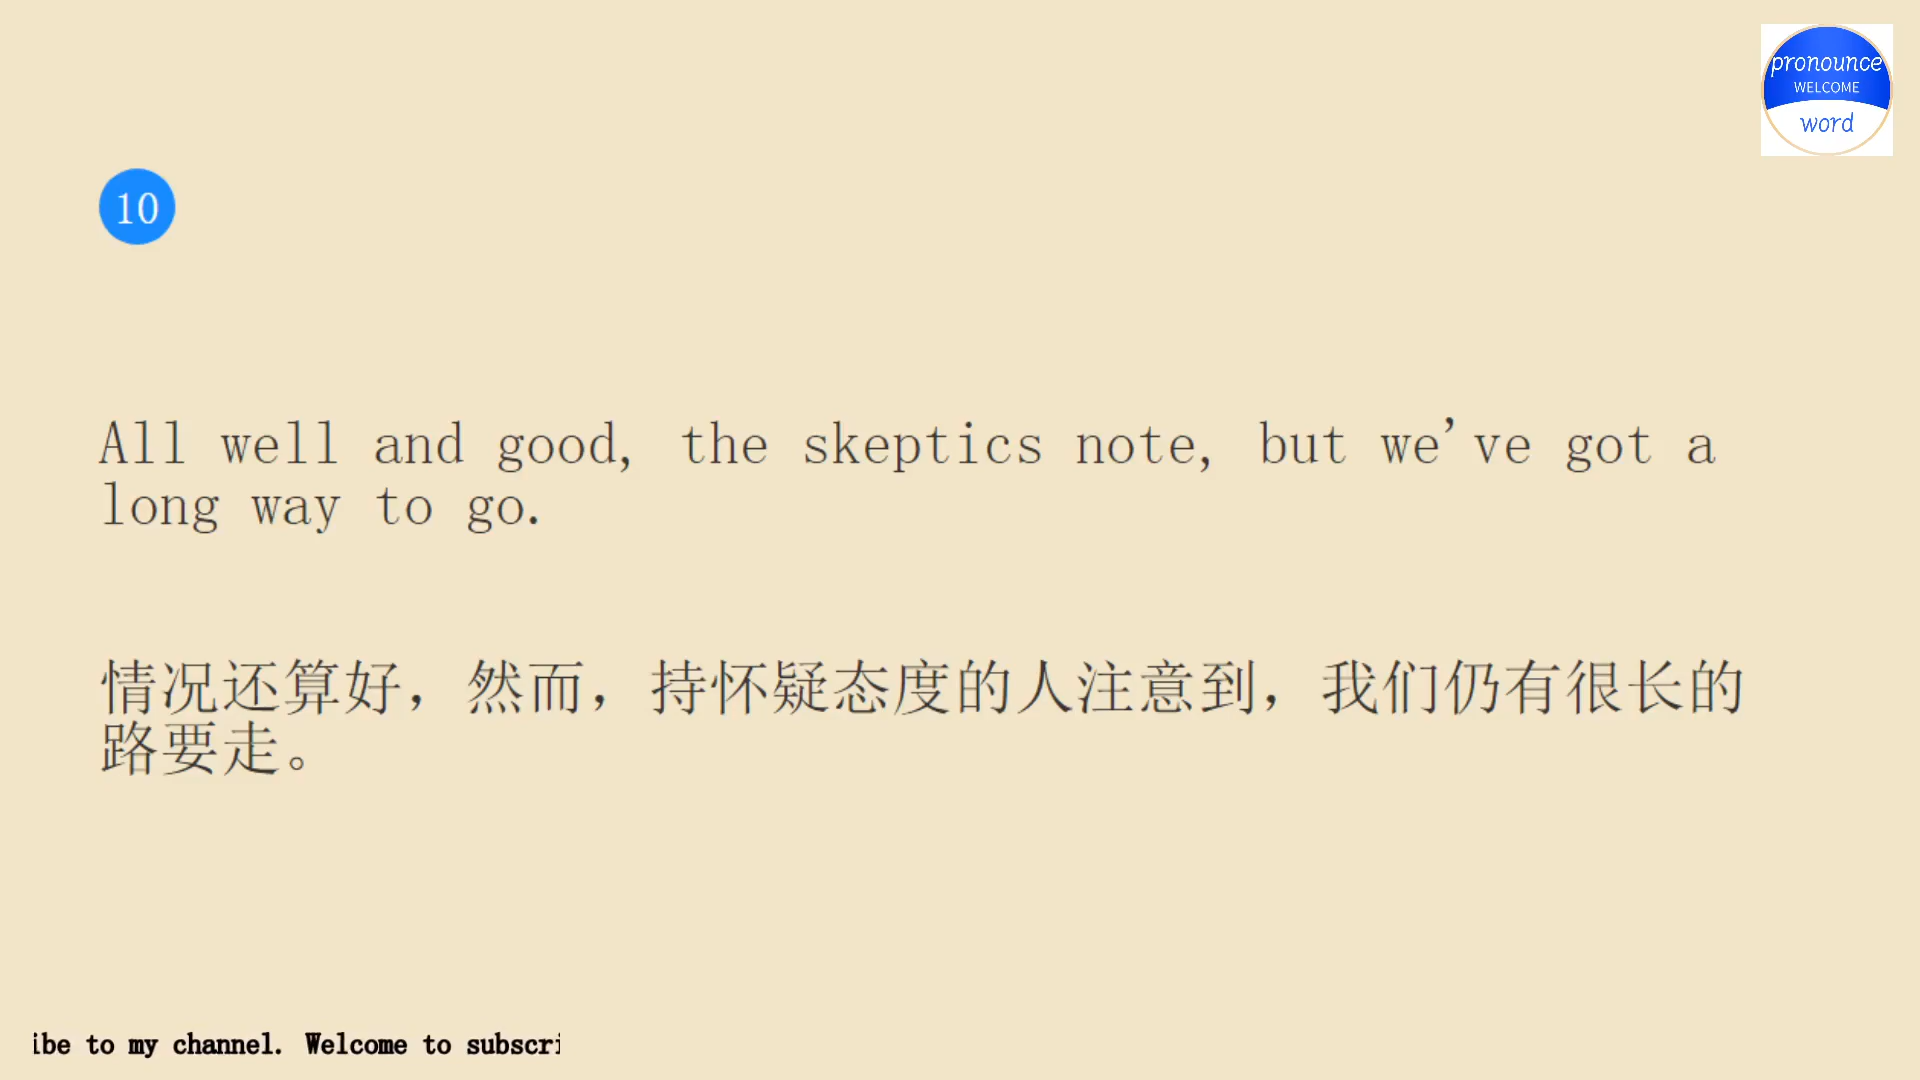 pronounce
WELCOME
word
10
All well and good, the skeptics note, but we've got a
long way to go.
情况还算好，然而，持怀疑态度的人注意到，我们仍有很长的
路要走。
ibe to my channel. Welcome to subscri